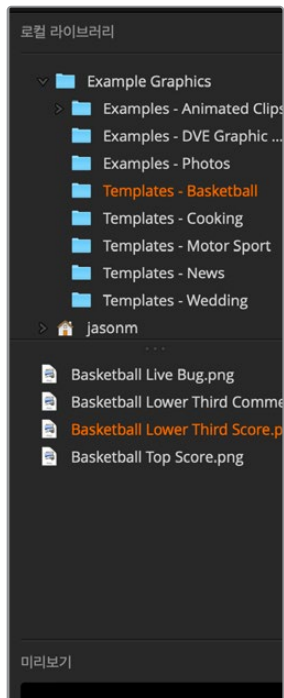 로컬 라이브러리
Example Graphics
Examples - Animated Clips
Examples - DVE Graphic ...
Examples - Photos
Templates - Basketball
Templates - Cooking
Templates - Motor Sport
Templates - News
Templates - Wedding
jasonm
...
Basketball Live Bug.png
Basketball Lower Third Comme
Basketball Lower Third Score.p
Basketball Top Score.png
미리보기